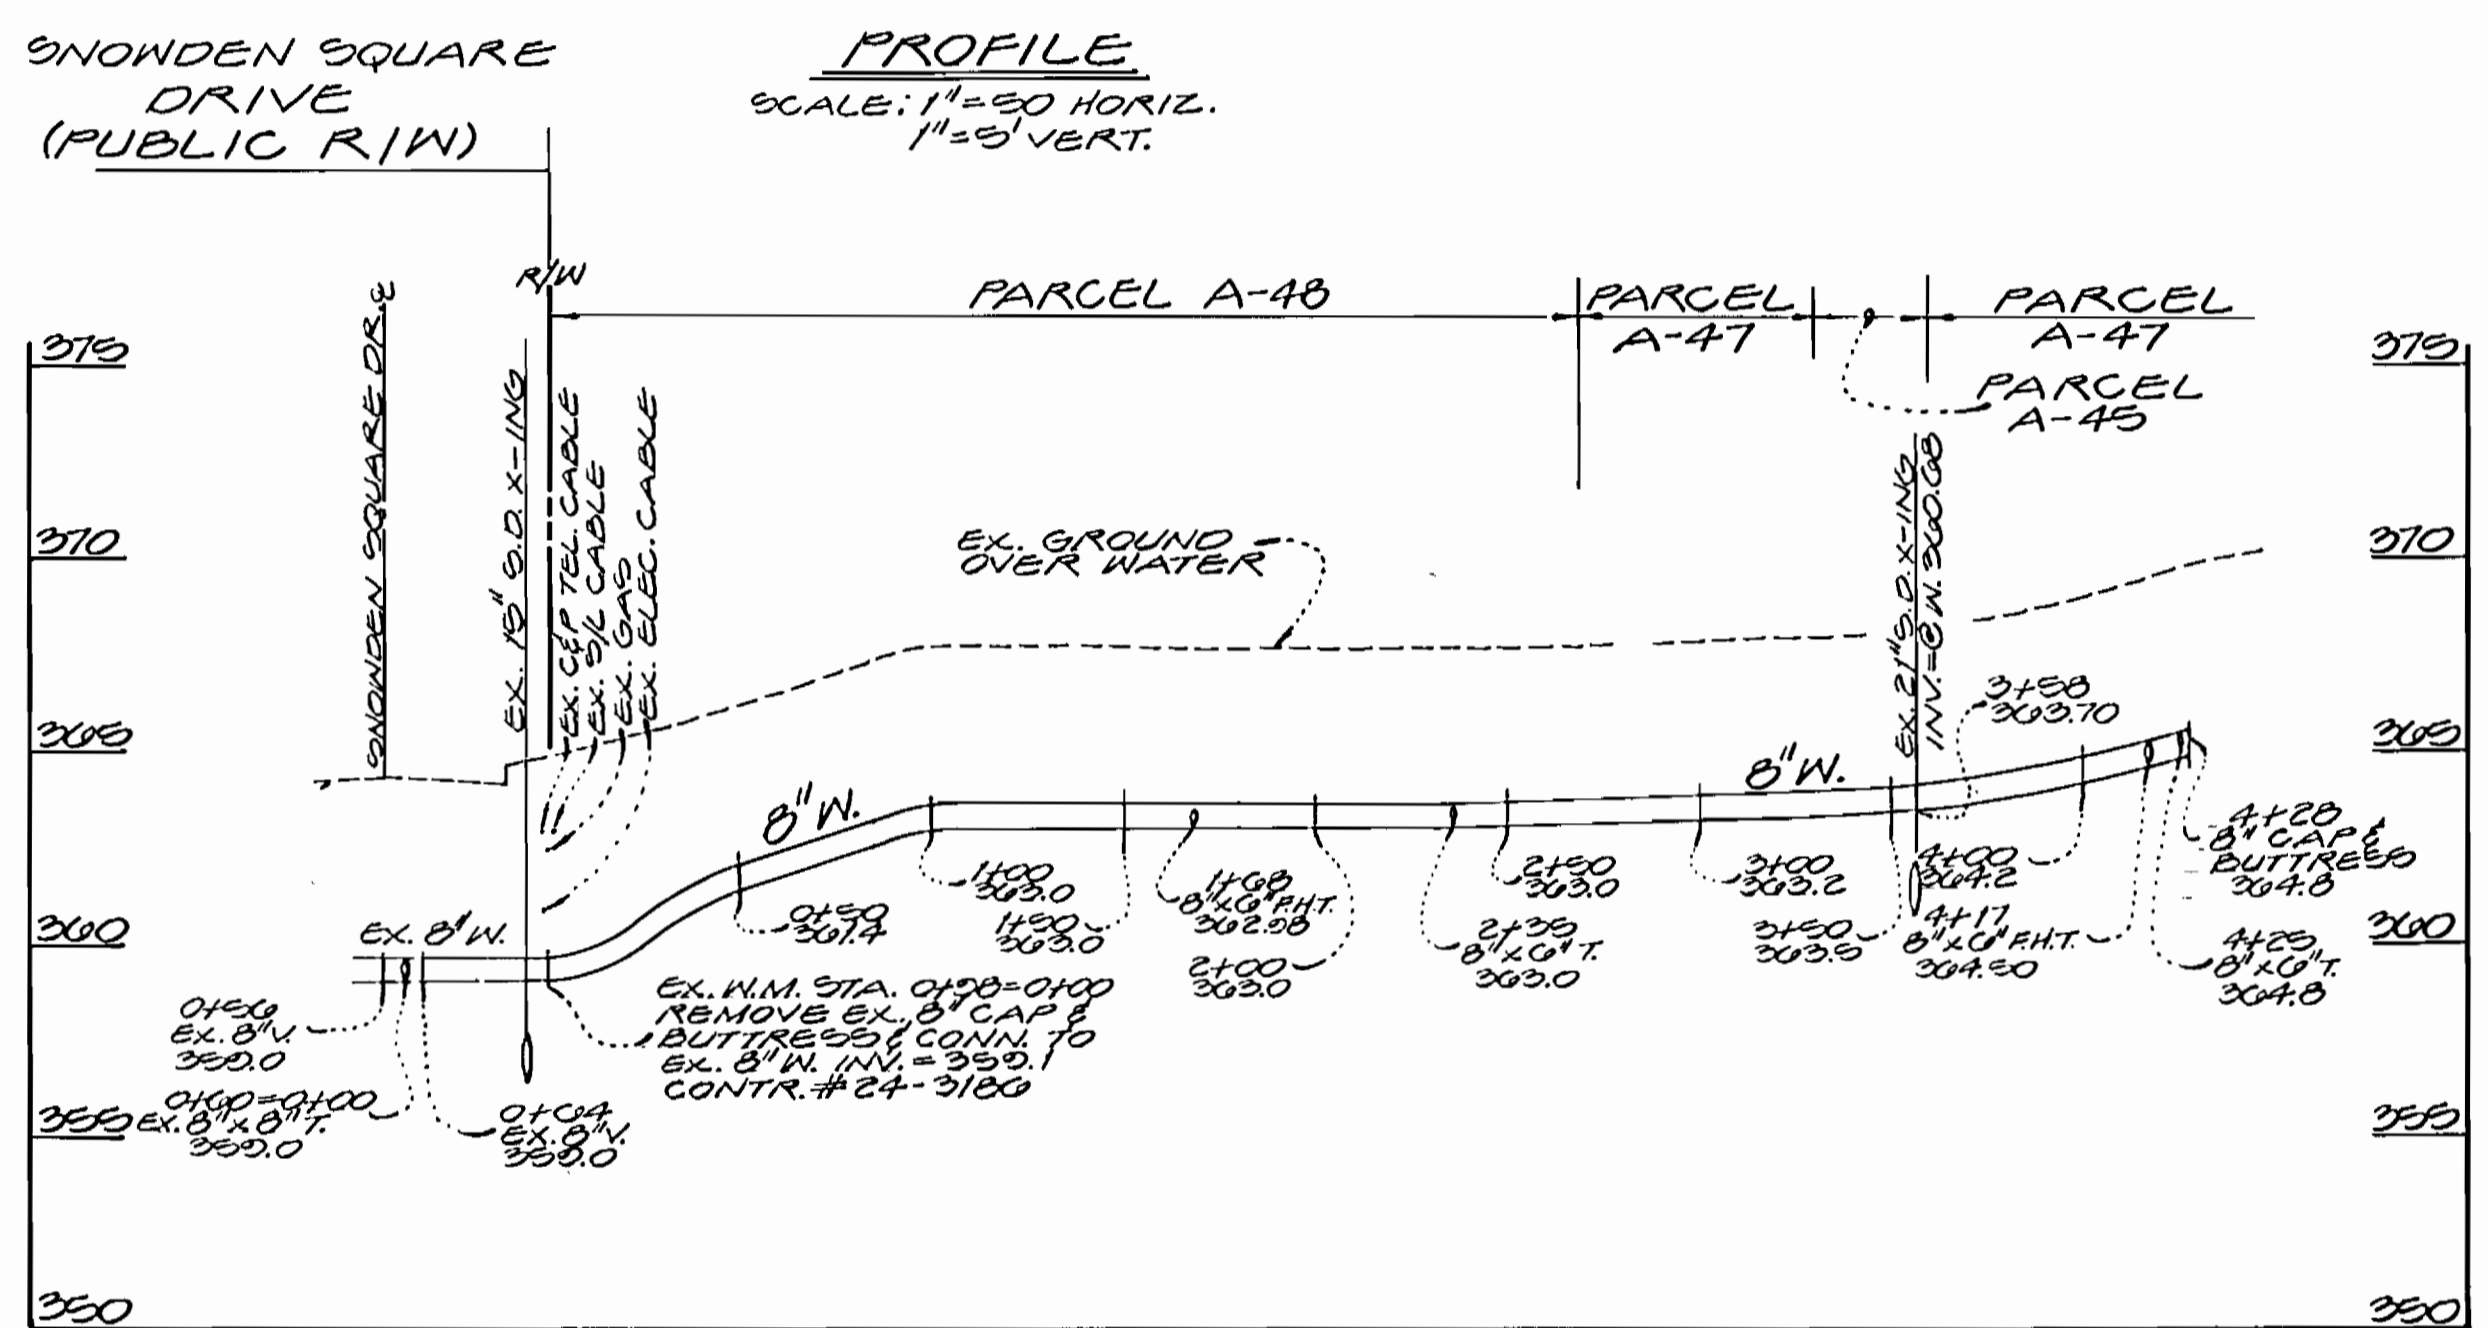 SNOWDEN SQUARE
DRIVE
(PUBLIC R/W)
PROFILE
SCALE: 1"=50 HORIZ.
1"=5' VERT.
R/W
PARCEL A-48
PARCEL
A-47
PARCEL
A-47
PARCEL
A-45
375
370
365
360
355
350
375
370
365
360
355
350
SNOWDEN SQUARE DR. ℄
EX. 15" S.D. X-ING
EX. C&P TEL. CABLE
EX. S/L CABLE
EX. GAS
EX. ELEC. CABLE
EX. GROUND
OVER WATER
EX. 21" S.D. X-ING
INV.=@ W. 360.68
3+58
363.70
8" W.
8" W.
EX. 8" W.
0+56
EX. 8" V.
359.0
0+60=0+00
EX. 8" x 8" T.
359.0
0+64
EX. 8" V.
359.0
EX. W.M. STA. 0+98=0+00
REMOVE EX. 8" CAP &
BUTTRESS & CONN. TO
EX. 8" W. INV. = 359.1
CONTR. # 24-3186
0+50
361.4
1+00
363.0
1+50
363.0
1+68
8"x6" F.H.T.
362.98
2+00
363.0
2+35
8"x6" T.
363.0
2+50
363.0
3+00
363.2
3+50
363.5
4+00
364.2
4+17
8"x6" F.H.T.
364.50
4+28
8" CAP &
BUTTRESS
364.8
4+25
8"x6" T.
364.8